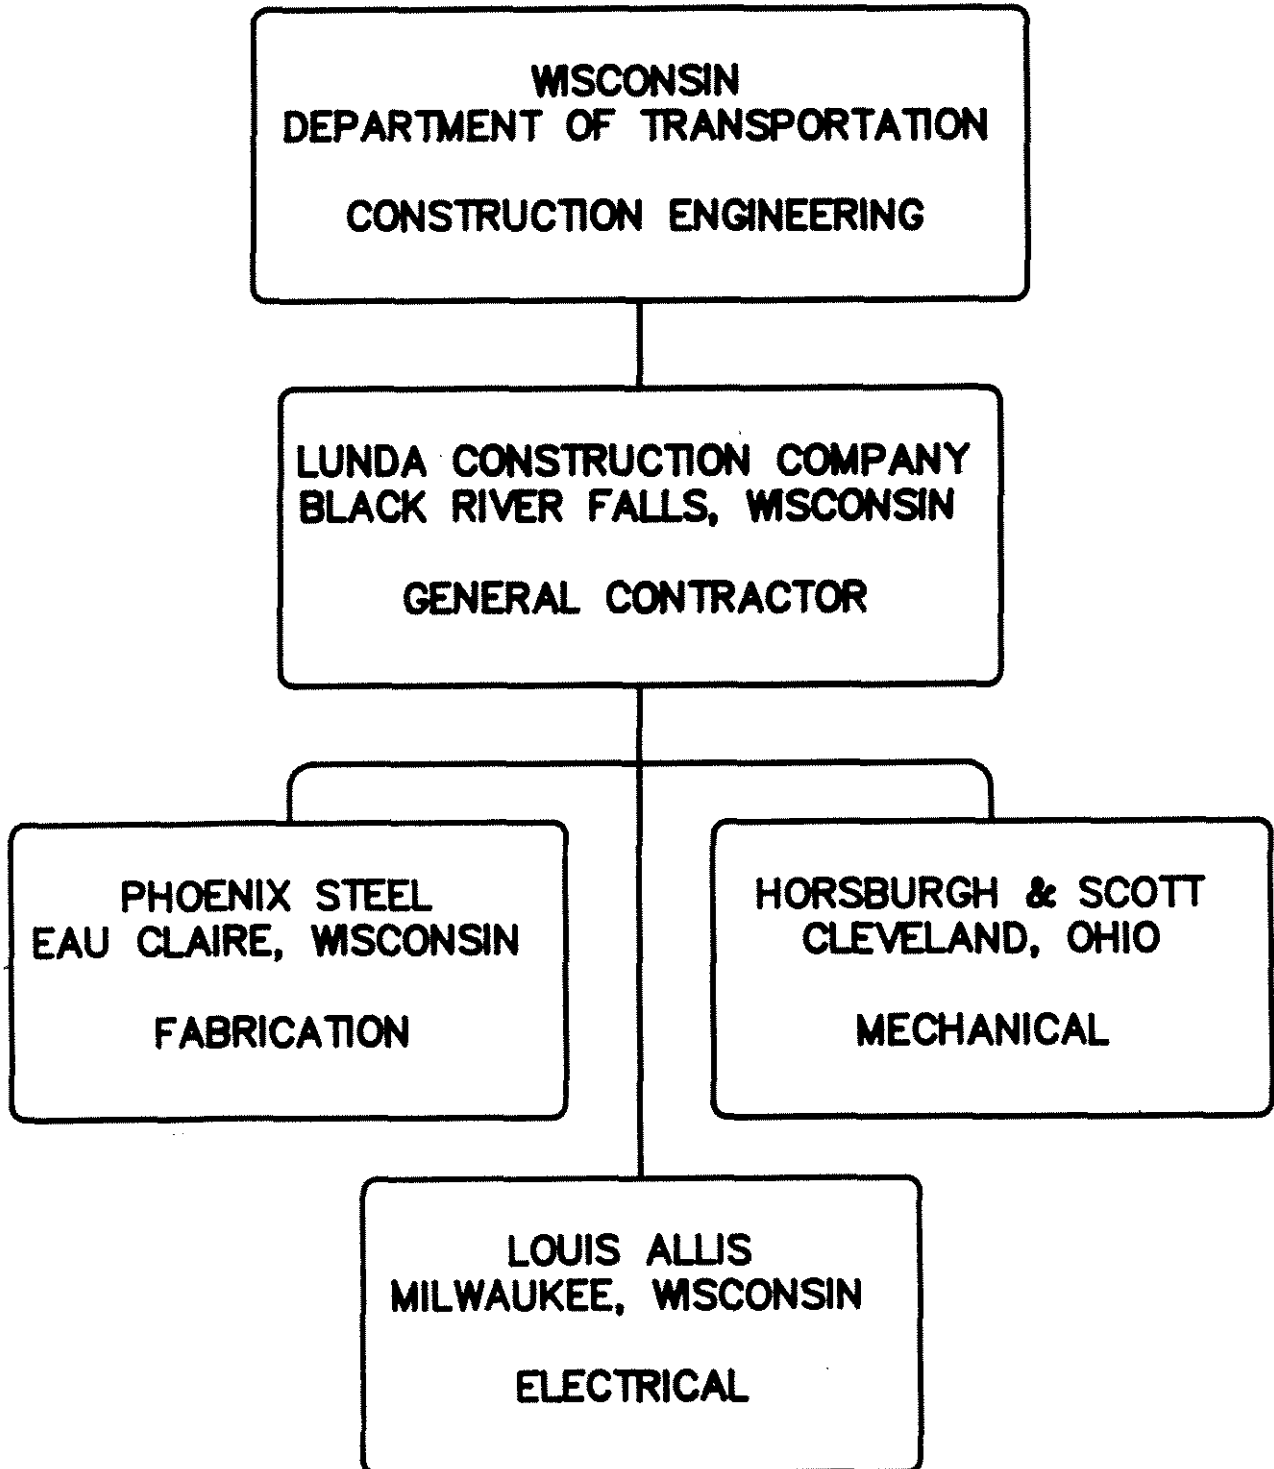 WISCONSIN
DEPARTMENT OF TRANSPORTATION
CONSTRUCTION ENGINEERING
LUNDA CONSTRUCTION COMPANY
BLACK RIVER FALLS, WISCONSIN
GENERAL CONTRACTOR
PHOENIX STEEL
EAU CLAIRE, WISCONSIN
FABRICATION
HORSBURGH & SCOTT
CLEVELAND, OHIO
MECHANICAL
LOUIS ALLIS
MILWAUKEE, WISCONSIN
ELECTRICAL